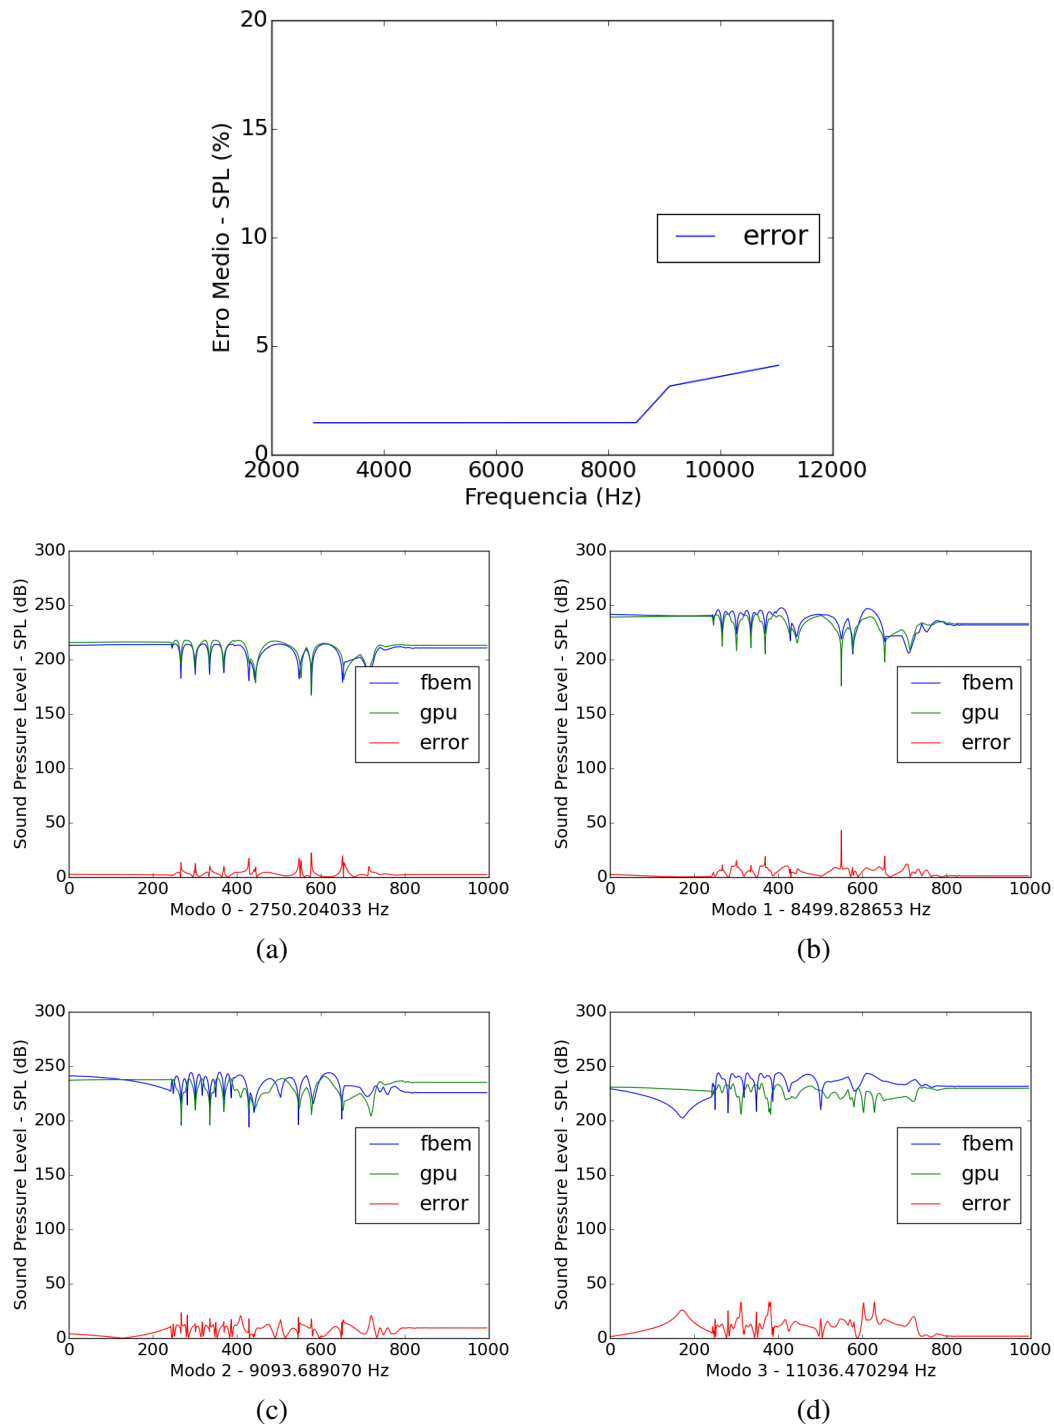 20
15
10
5
0
Erro Medio - SPL (%)
error
2000 4000 6000 8000 10000 12000
Frequencia (Hz)
300
250
200
150
100
50
0
Sound Pressure Level - SPL (dB)
fbem
gpu
error
0 200 400 600 800 1000
Modo 0 - 2750.204033 Hz
(a)
300
250
200
150
100
50
0
Sound Pressure Level - SPL (dB)
fbem
gpu
error
0 200 400 600 800 1000
Modo 1 - 8499.828653 Hz
(b)
300
250
200
150
100
50
0
Sound Pressure Level - SPL (dB)
fbem
gpu
error
0 200 400 600 800 1000
Modo 2 - 9093.689070 Hz
(c)
300
250
200
150
100
50
0
Sound Pressure Level - SPL (dB)
fbem
gpu
error
0 200 400 600 800 1000
Modo 3 - 11036.470294 Hz
(d)